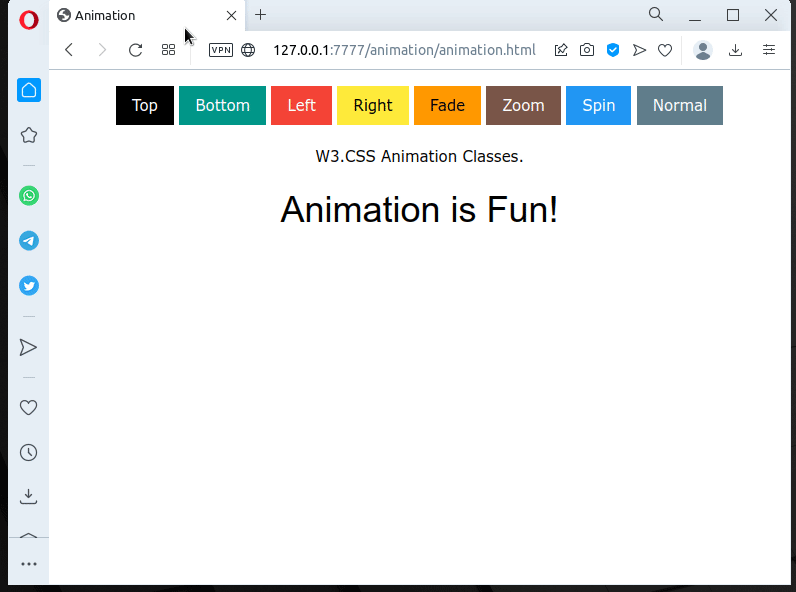 Animation
VPN 127.0.0.1:7777/animation/animation.html
Top Bottom Left Right Fade Zoom Spin Normal
W3.CSS Animation Classes.
Animation is Fun!